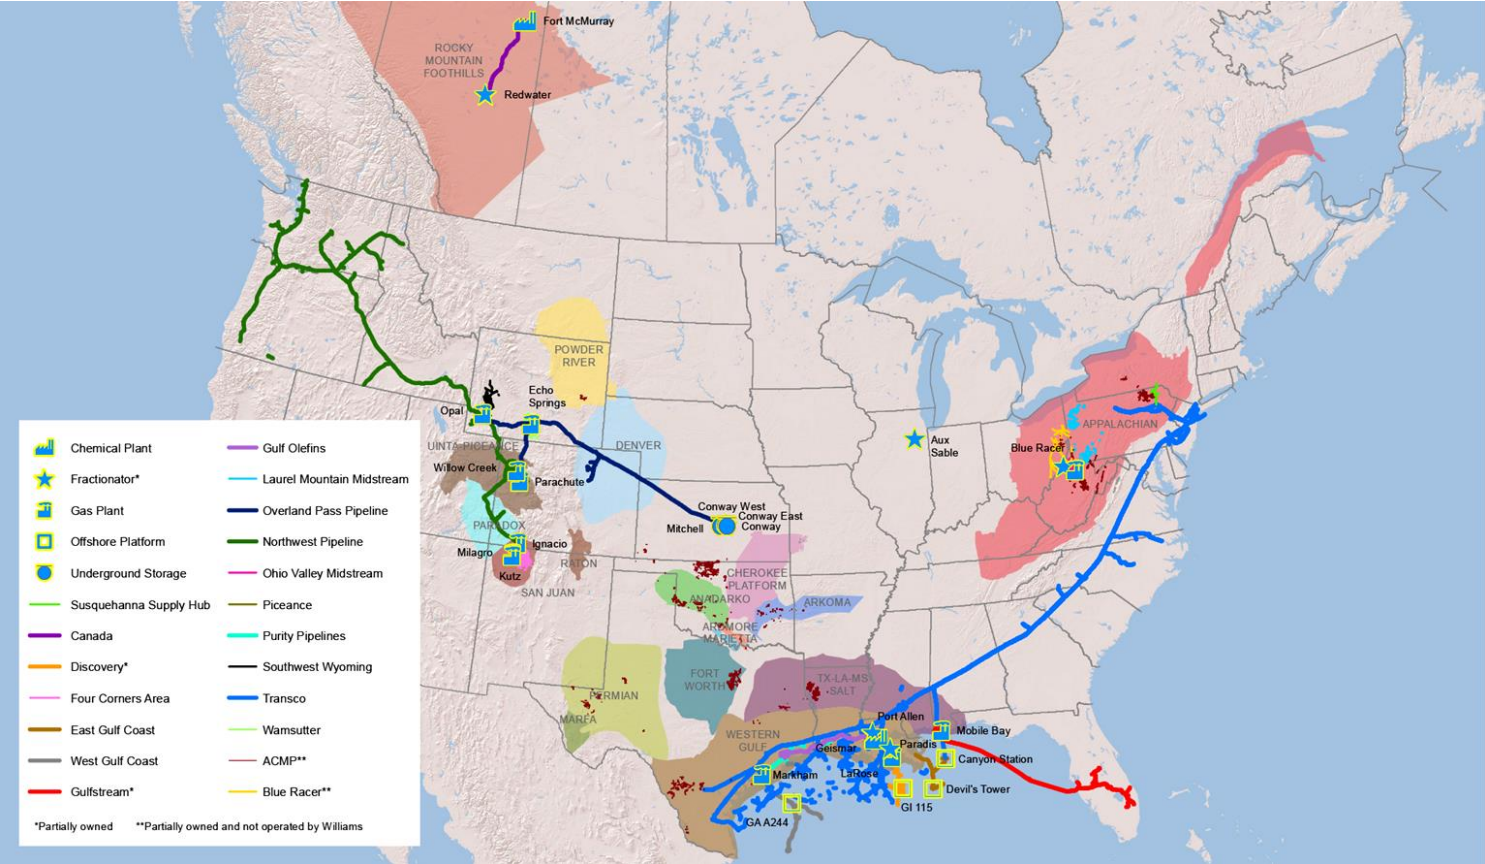 Fort McMurray
ROCKY
MOUNTAIN
FOOTHILLS
Redwater
POWDER
RIVER
Echo
Springs
Opal
UINTA-PICEANCE
DENVER
Willow Creek
Parachute
PARADOX
Ignacio
Milagro
Kutz
RATON
SAN JUAN
Conway West
Conway East
Mitchell
Conway
Aux
Sable
Blue Racer
APPALACHIAN
CHEROKEE
PLATFORM
ANADARKO
ARKOMA
ARDMORE
MARIETTA
FORT
WORTH
TX-LA-MS
SALT
PERMIAN
MARFA
WESTERN
GULF
Port Allen
Geismar
Paradis
Mobile Bay
Canyon Station
Markham
LaRose
Devil's Tower
GI 115
GA A244
Chemical Plant
Fractionator*
Gas Plant
Offshore Platform
Underground Storage
Susquehanna Supply Hub
Canada
Discovery*
Four Corners Area
East Gulf Coast
West Gulf Coast
Gulfstream*
Gulf Olefins
Laurel Mountain Midstream
Overland Pass Pipeline
Northwest Pipeline
Ohio Valley Midstream
Piceance
Purity Pipelines
Southwest Wyoming
Transco
Wamsutter
ACMP**
Blue Racer**
*Partially owned **Partially owned and not operated by Williams